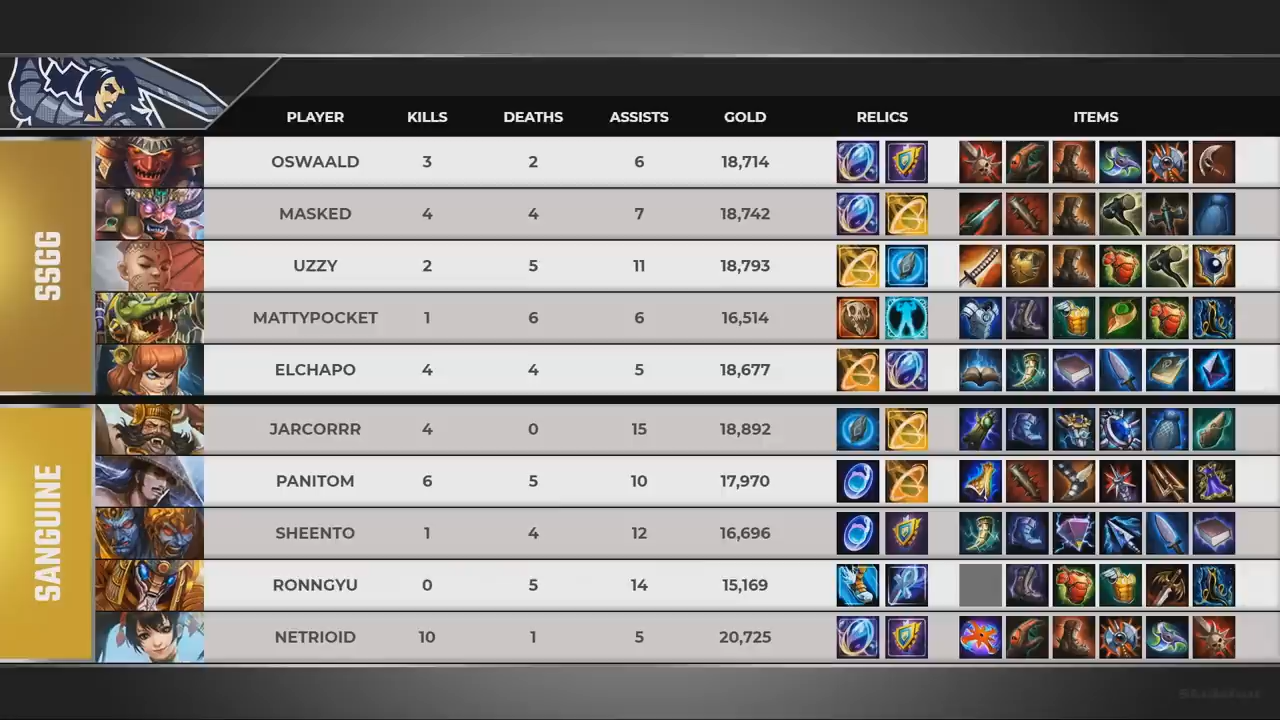 PLAYER KILLS DEATHS ASSISTS GOLD RELICS ITEMS
SSGG
OSWAALD 3 2 6 18,714
MASKED 4 4 7 18,742
UZZY 2 5 11 18,793
MATTYPOCKET 1 6 6 16,514
ELCHAPO 4 4 5 18,677
SANGUINE
JARCORRR 4 0 15 18,892
PANITOM 6 5 10 17,970
SHEENTO 1 4 12 16,696
RONNGYU 0 5 14 15,169
NETRIOID 10 1 5 20,725